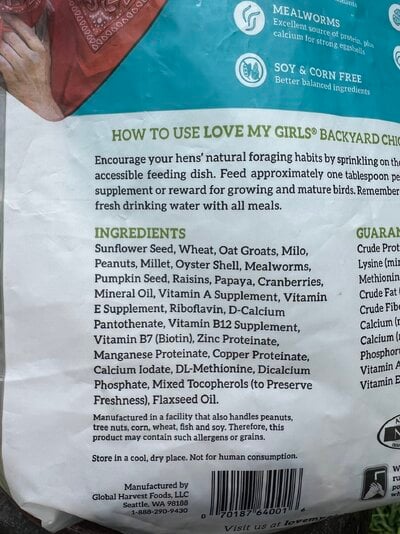 MEALWORMS
Excellent source of protein, plus
calcium for strong eggshells
SOY & CORN FREE
Better balanced ingredients
HOW TO USE LOVE MY GIRLS® BACKYARD CHIC
Encourage your hens' natural foraging habits by sprinkling on the
accessible feeding dish. Feed approximately one tablespoon pe
supplement or reward for growing and mature birds. Remember
fresh drinking water with all meals.
INGREDIENTS
Sunflower Seed, Wheat, Oat Groats, Milo,
Peanuts, Millet, Oyster Shell, Mealworms,
Pumpkin Seed, Raisins, Papaya, Cranberries,
Mineral Oil, Vitamin A Supplement, Vitamin
E Supplement, Riboflavin, D-Calcium
Pantothenate, Vitamin B12 Supplement,
Vitamin B7 (Biotin), Zinc Proteinate,
Manganese Proteinate, Copper Proteinate,
Calcium Iodate, DL-Methionine, Dicalcium
Phosphate, Mixed Tocopherols (to Preserve
Freshness), Flaxseed Oil.
Manufactured in a facility that also handles peanuts,
tree nuts, corn, wheat, fish and soy. Therefore, this
product may contain such allergens or grains.
Store in a cool, dry place. Not for human consumption.
Manufactured by
Global Harvest Foods, LLC
Seattle, WA 98188
1-888-290-9430
0 70187 64001 6
Visit us at lovem
GUARAN
Crude Prot
Lysine (min
Methionin
Crude Fat (
Crude Fibe
Calcium (m
Calcium (m
Phosphoru
Vitamin A
Vitamin E